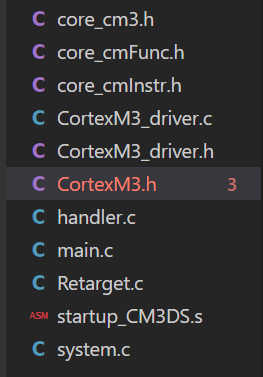 C core_cm3.h
C core_cmFunc.h
C core_cmInstr.h
C CortexM3_driver.c
C CortexM3_driver.h
C CortexM3.h 3
C handler.c
C main.c
C Retarget.c
ASM startup_CM3DS.s
C system.c